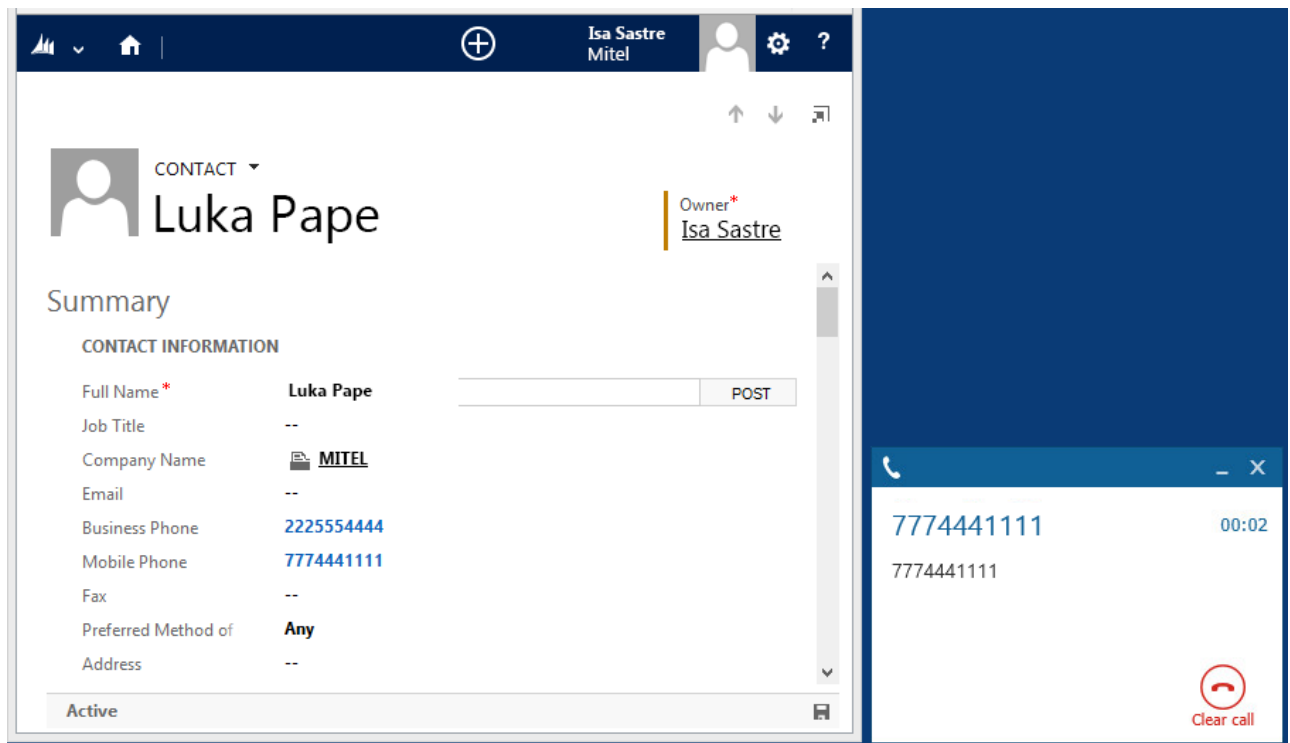 Isa Sastre
Mitel
?
CONTACT
Luka Pape
Owner*
Isa Sastre
Summary
CONTACT INFORMATION
Full Name* Luka Pape
POST
Job Title --
Company Name MITEL
Email --
Business Phone 2225554444
Mobile Phone 7774441111
Fax --
Preferred Method of Any
Address --
Active
7774441111 00:02
7774441111
Clear call